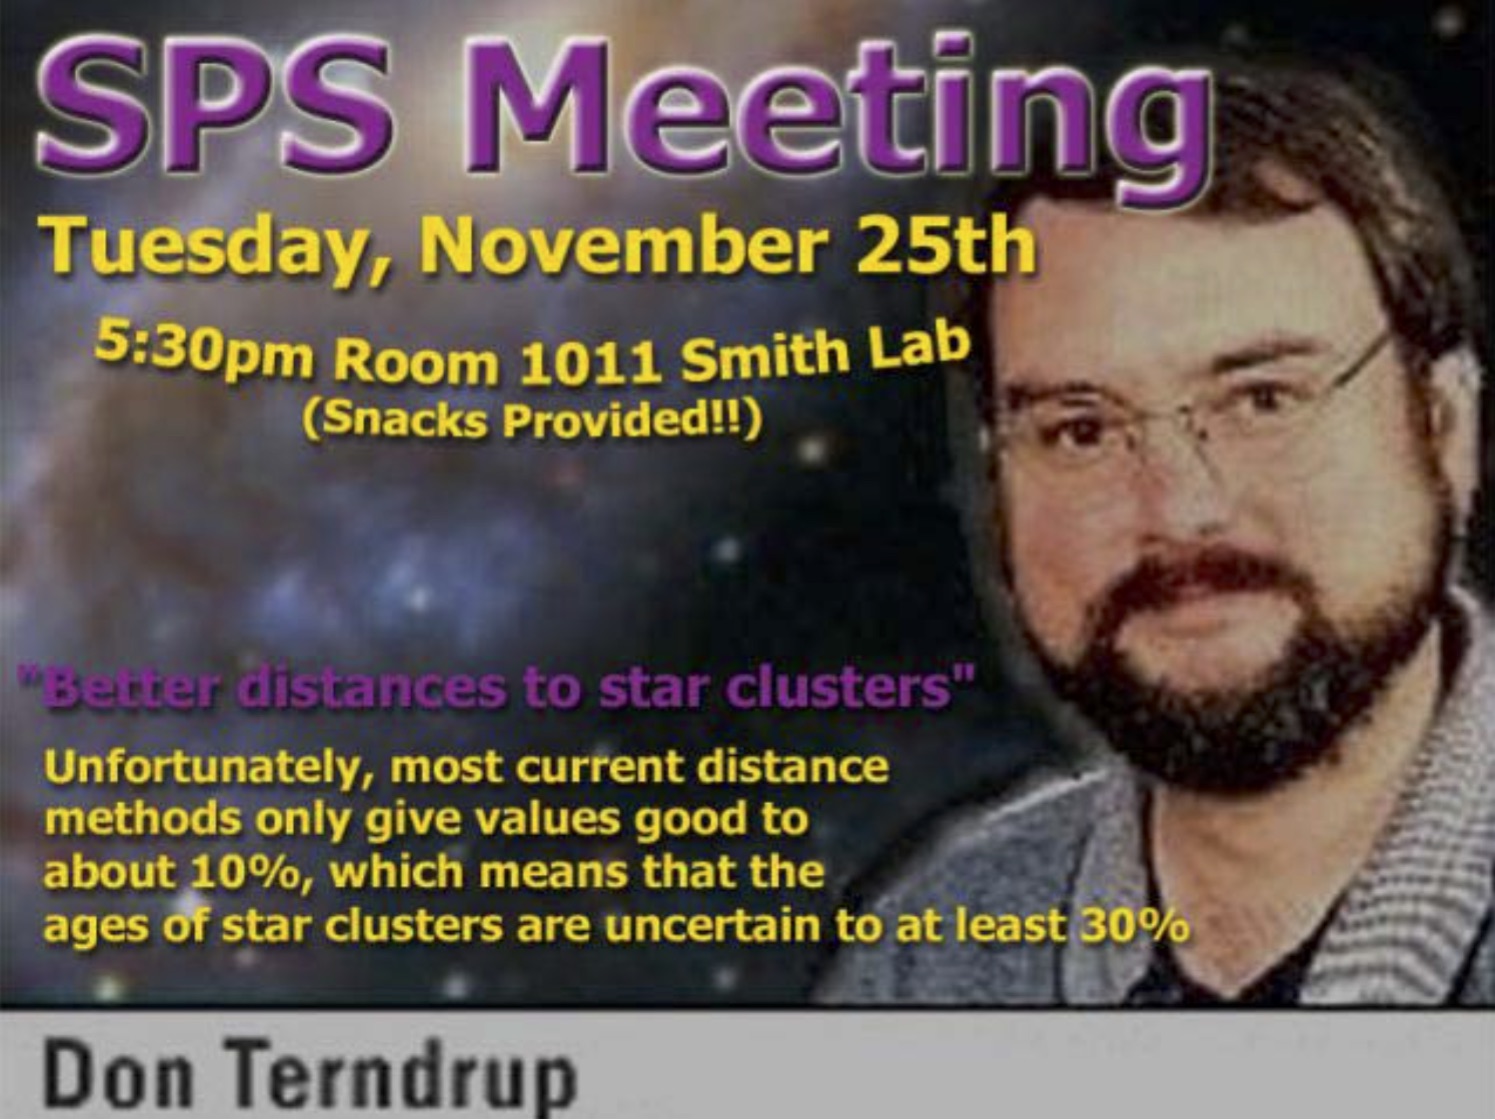 SPS Meeting
Tuesday, November 25th
5:30pm Room 1011 Smith Lab
(Snacks Provided!!)
"Better distances to star clusters"
Unfortunately, most current distance
methods only give values good to
about 10%, which means that the
ages of star clusters are uncertain to at least 30%
Don Terndrup